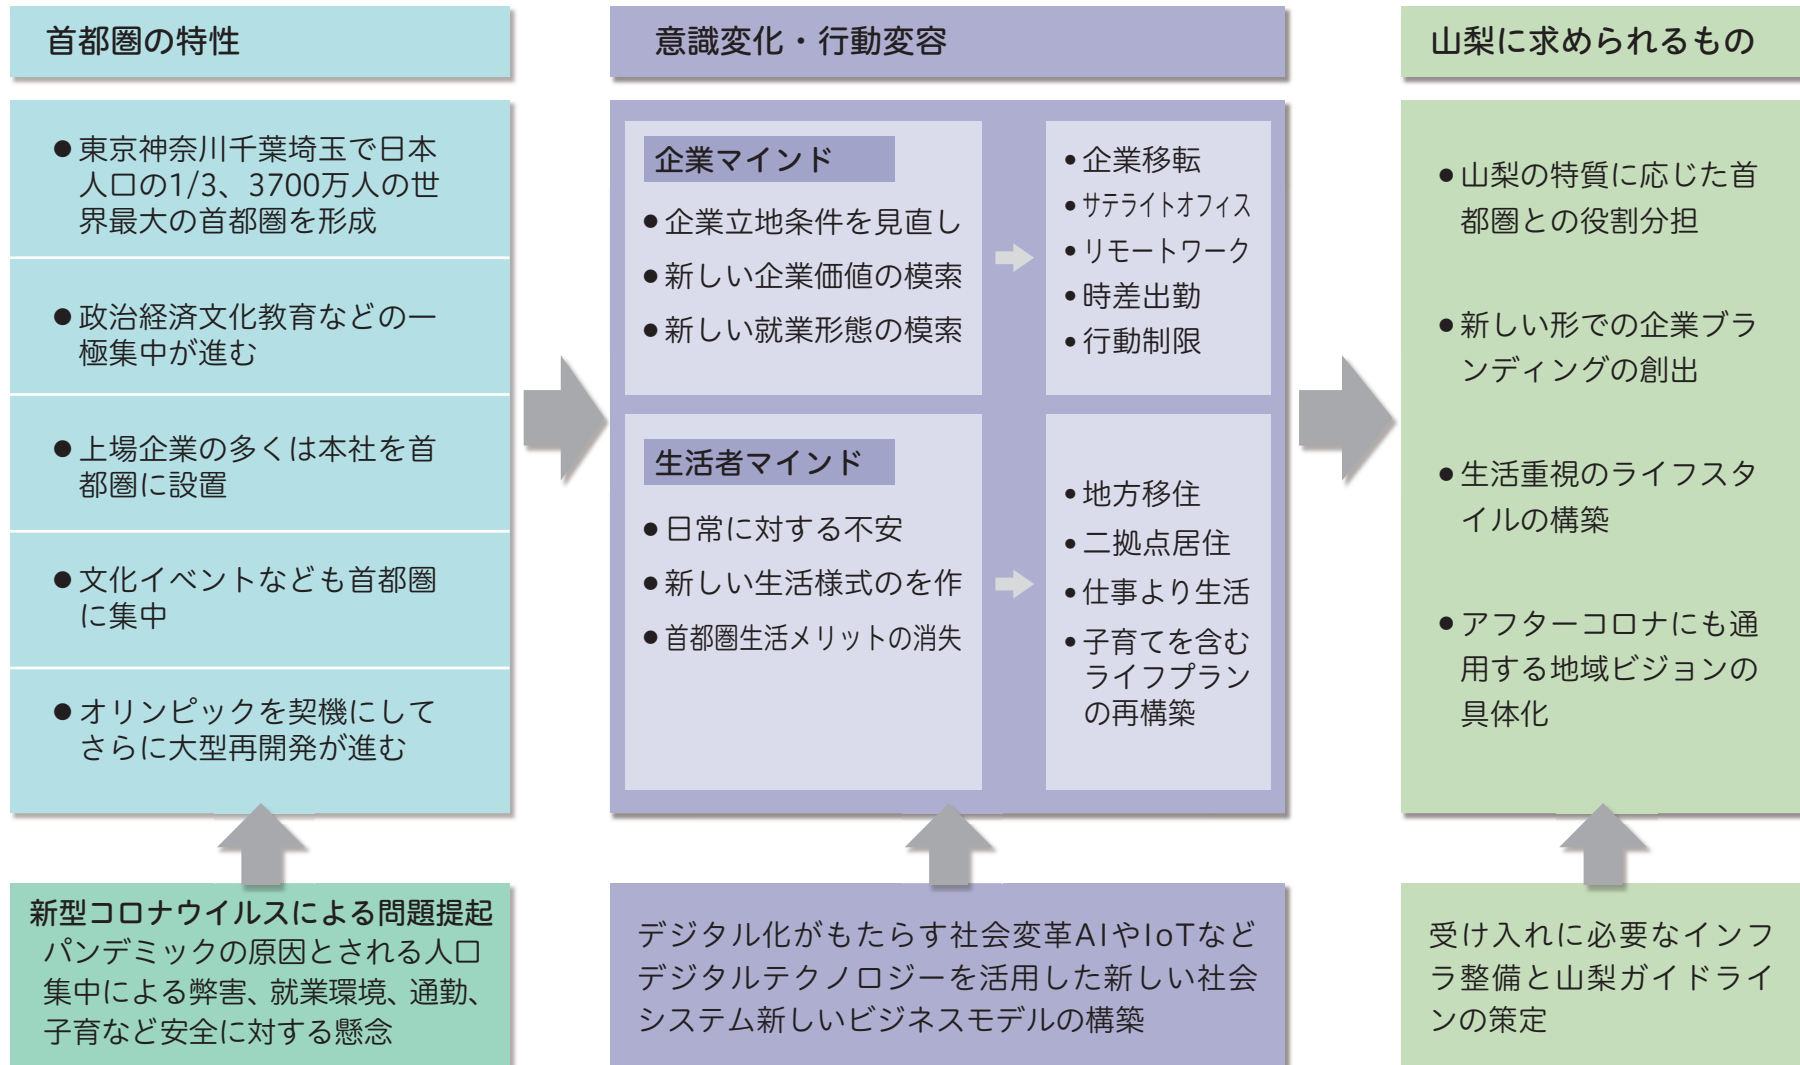 首都圏の特性
●東京神奈川千葉埼玉で日本
人口の1/3、3700万人の世
界最大の首都圏を形成
●政治経済文化教育などの一
極集中が進む
●上場企業の多くは本社を首
都圏に設置
●文化イベントなども首都圏
に集中
●オリンピックを契機にして
さらに大型再開発が進む
新型コロナウイルスによる問題提起
パンデミックの原因とされる人口
集中による弊害、就業環境、通勤、
子育など安全に対する懸念
意識変化・行動変容
企業マインド
●企業立地条件を見直し
●新しい企業価値の模索
●新しい就業形態の模索
•企業移転
•サテライトオフィス
•リモートワーク
•時差出勤
•行動制限
生活者マインド
●日常に対する不安
●新しい生活様式のを作
●首都圏生活メリットの消失
•地方移住
•二拠点居住
•仕事より生活
•子育てを含む
ライフプラン
の再構築
デジタル化がもたらす社会変革AIやIoTなど
デジタルテクノロジーを活用した新しい社会
システム新しいビジネスモデルの構築
山梨に求められるもの
●山梨の特質に応じた首
都圏との役割分担
●新しい形での企業ブラ
ンディングの創出
●生活重視のライフスタ
イルの構築
●アフターコロナにも通
用する地域ビジョンの
具体化
受け入れに必要なインフ
ラ整備と山梨ガイドライ
ンの策定